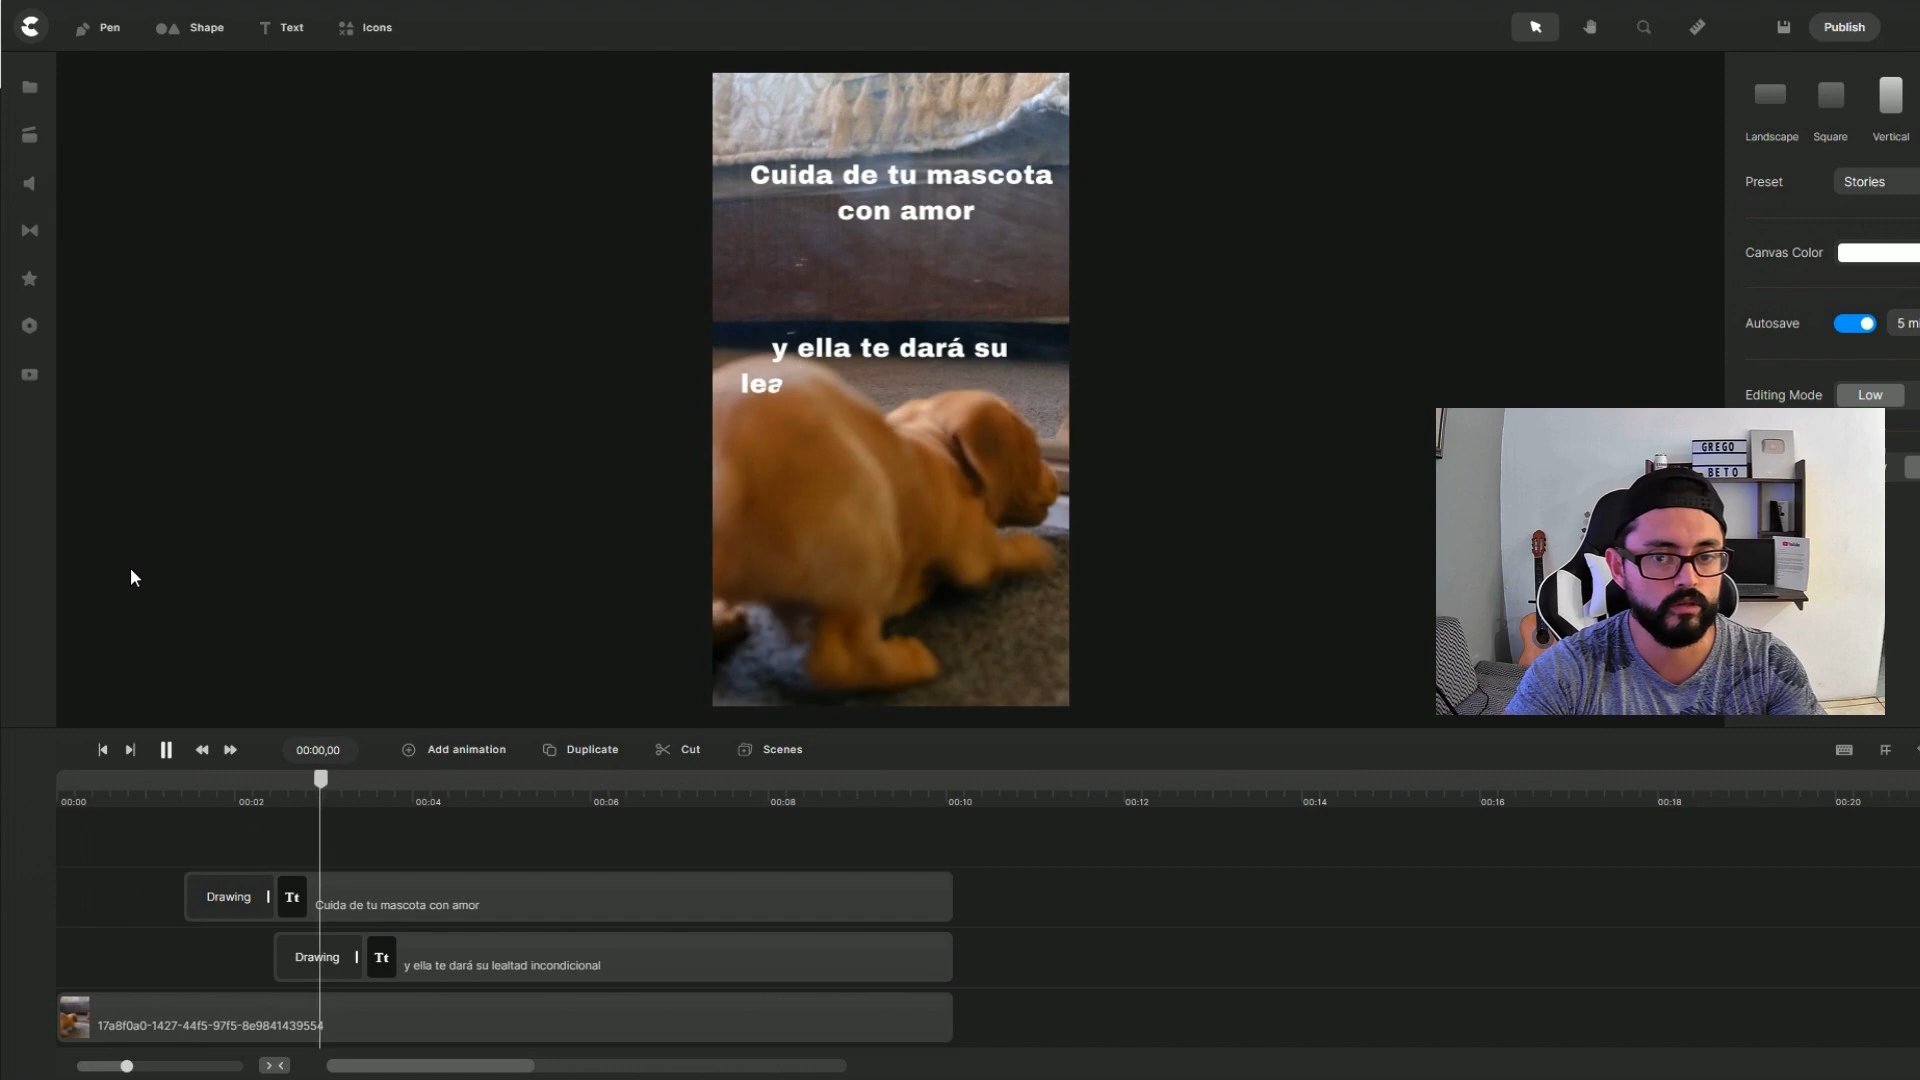 Pen
Shape
Text
Icons
Publish
Landscape
Square
Vertical
Preset
Stories
Canvas Color
Autosave
5 mi
Editing Mode
Low
Cuida de tu mascota
con amor
y ella te dará su
lea
GREGO
BETO
YouTube
00:00,00
Add animation
Duplicate
Cut
Scenes
00:00
00:02
00:04
00:06
00:08
00:10
00:12
00:14
00:16
00:18
00:20
Drawing
Tt
Cuida de tu mascota con amor
Drawing
Tt
y ella te dará su lealtad incondicional
17a8f0a0-1427-44f5-97f5-8e9841439554